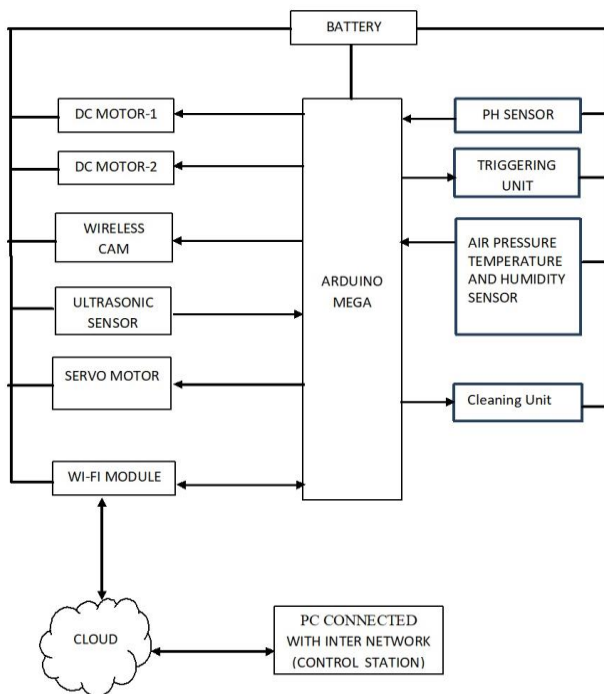 BATTERY
DC MOTOR-1
DC MOTOR-2
WIRELESS
CAM
ULTRASONIC
SENSOR
SERVO MOTOR
WI-FI MODULE
ARDUINO
MEGA
PH SENSOR
TRIGGERING
UNIT
AIR PRESSURE
TEMPERATURE
AND HUMIDITY
SENSOR
Cleaning Unit
CLOUD
PC CONNECTED
WITH INTER NETWORK
(CONTROL STATION)